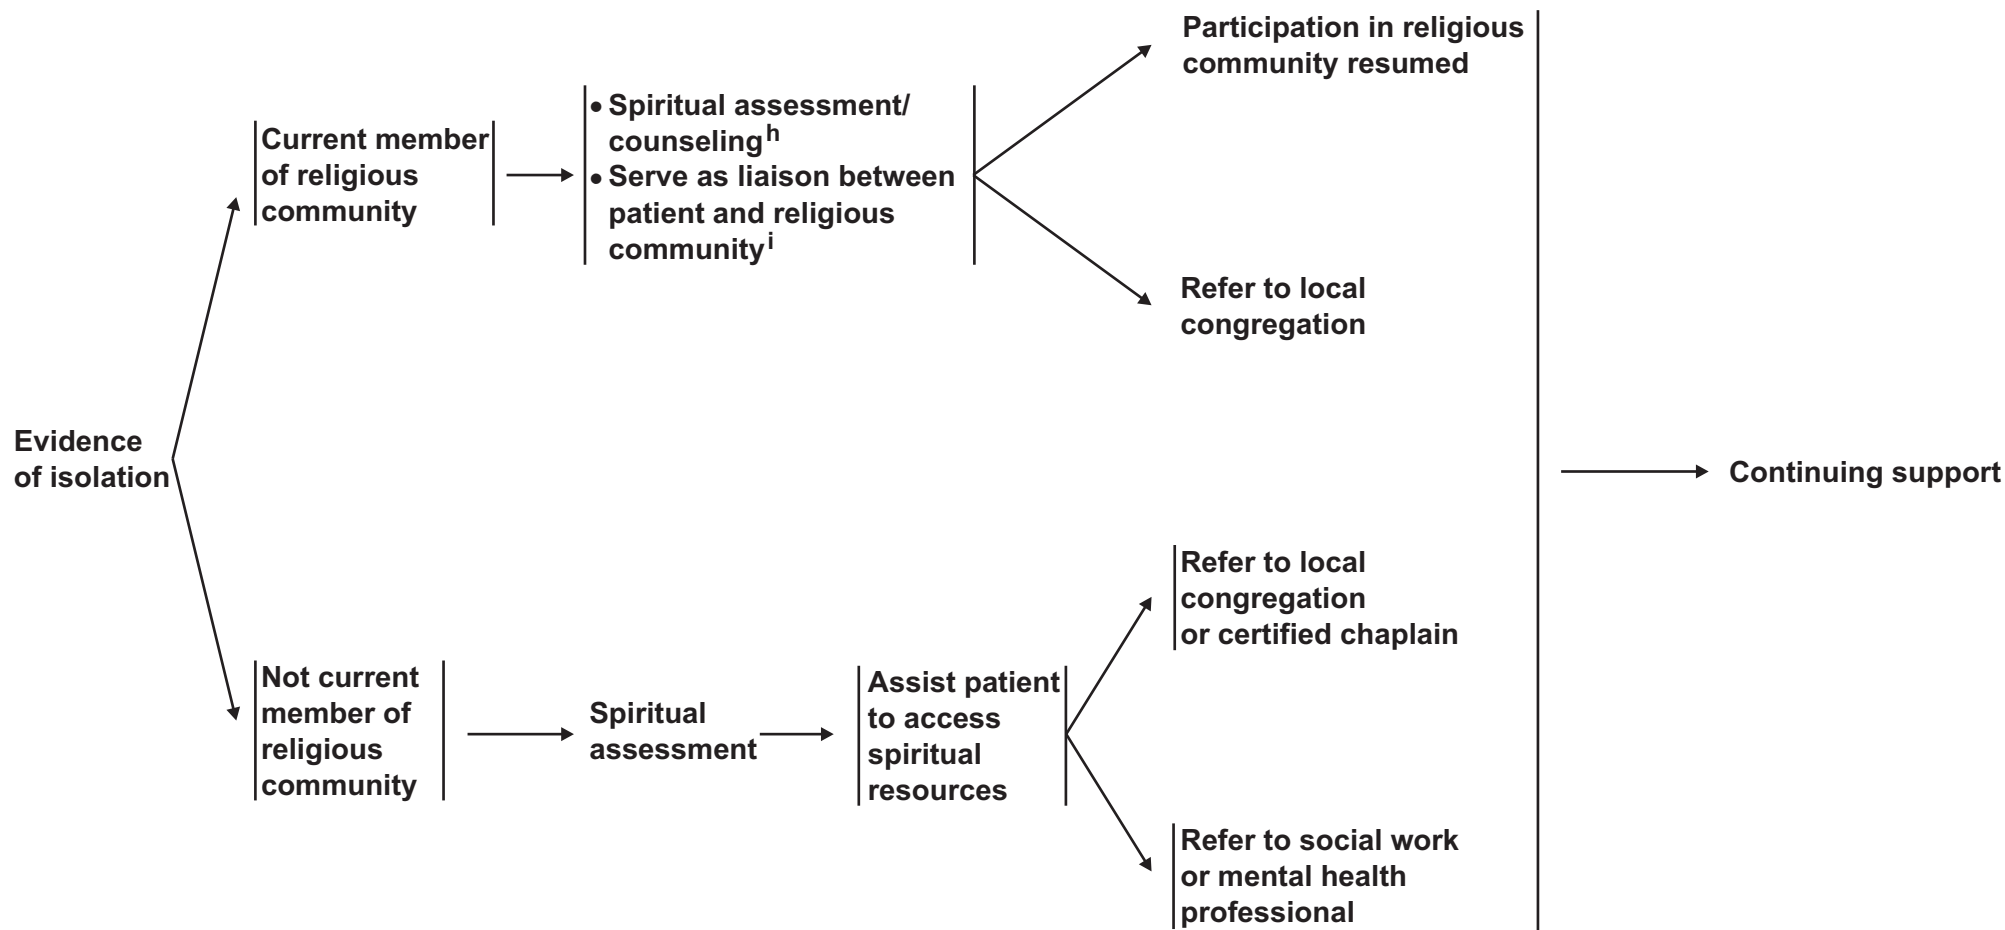 Participation in religious
community resumed
Current member
of religious
community
• Spiritual assessment/
counseling^h
• Serve as liaison between
patient and religious
community^i
Refer to local
congregation
Evidence
of isolation
Continuing support
Refer to local
congregation
or certified chaplain
Not current
member of
religious
community
Spiritual
assessment
Assist patient
to access
spiritual
resources
Refer to social work
or mental health
professional